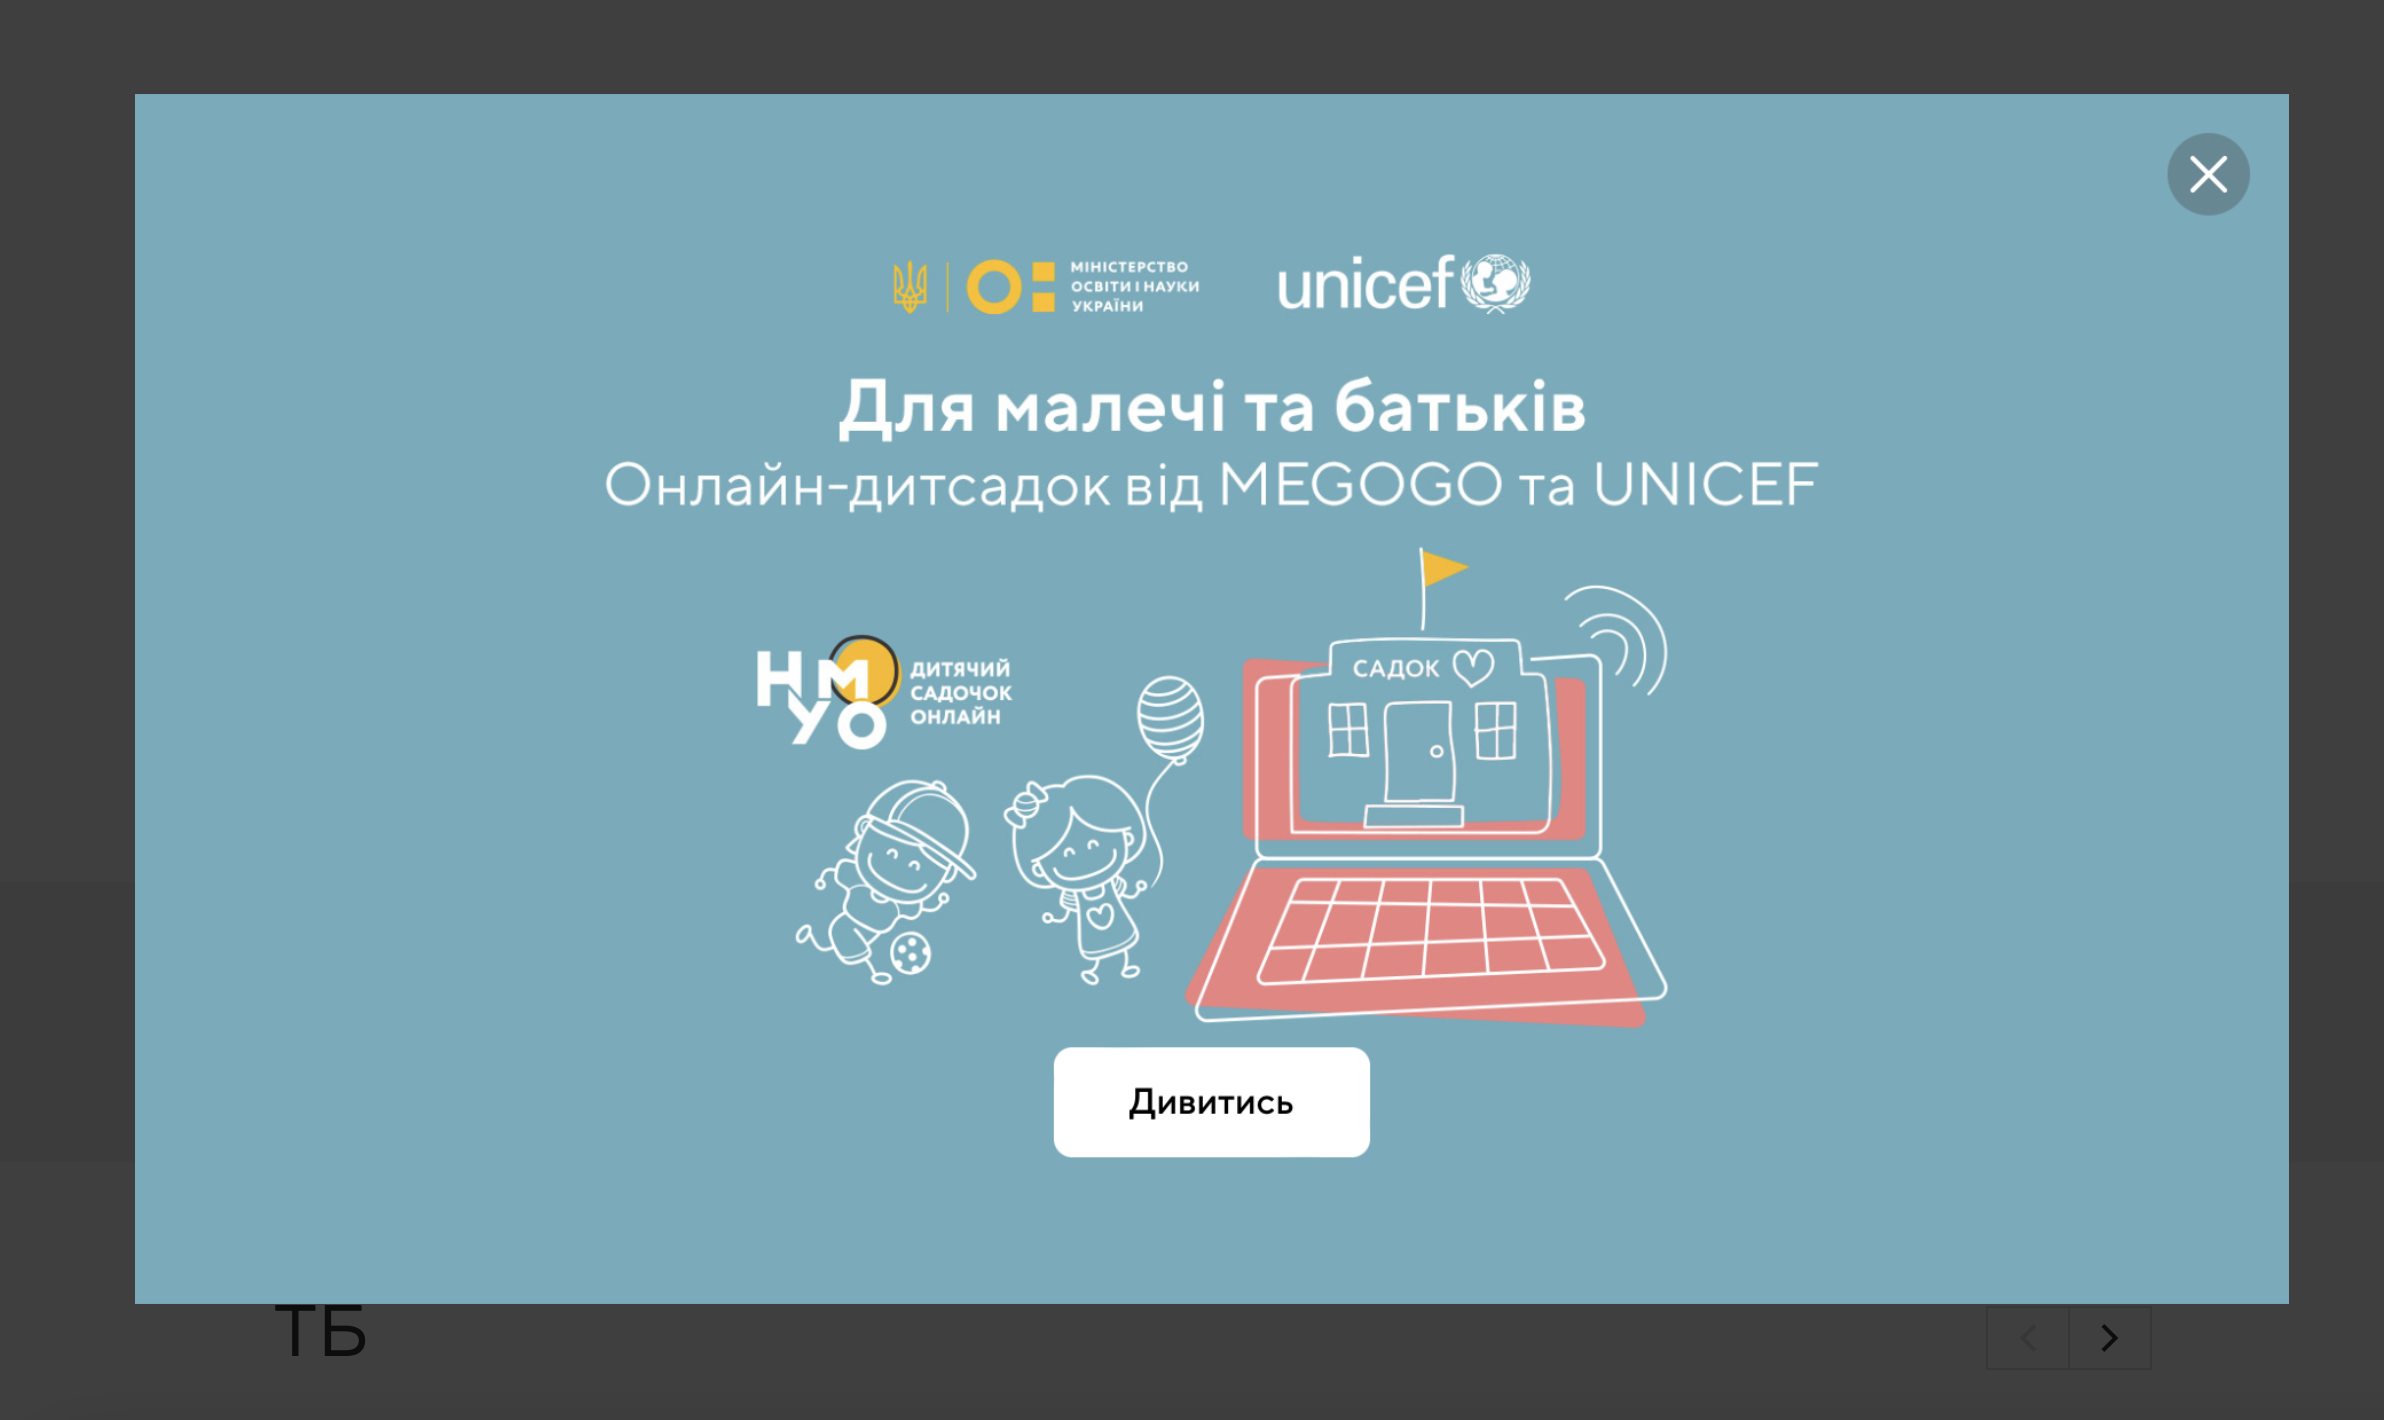 МІНІСТЕРСТВО
ОСВІТИ І НАУКИ
УКРАЇНИ
unicef
Для малечі та батьків
Онлайн-дитсадок від MEGOGO та UNICEF
НУМО
ДИТЯЧИЙ
САДОЧОК
ОНЛАЙН
САДОК
Дивитись